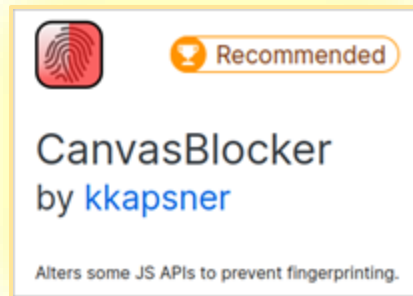 Recommended
CanvasBlocker
by kkapsner
Alters some JS APIs to prevent fingerprinting.